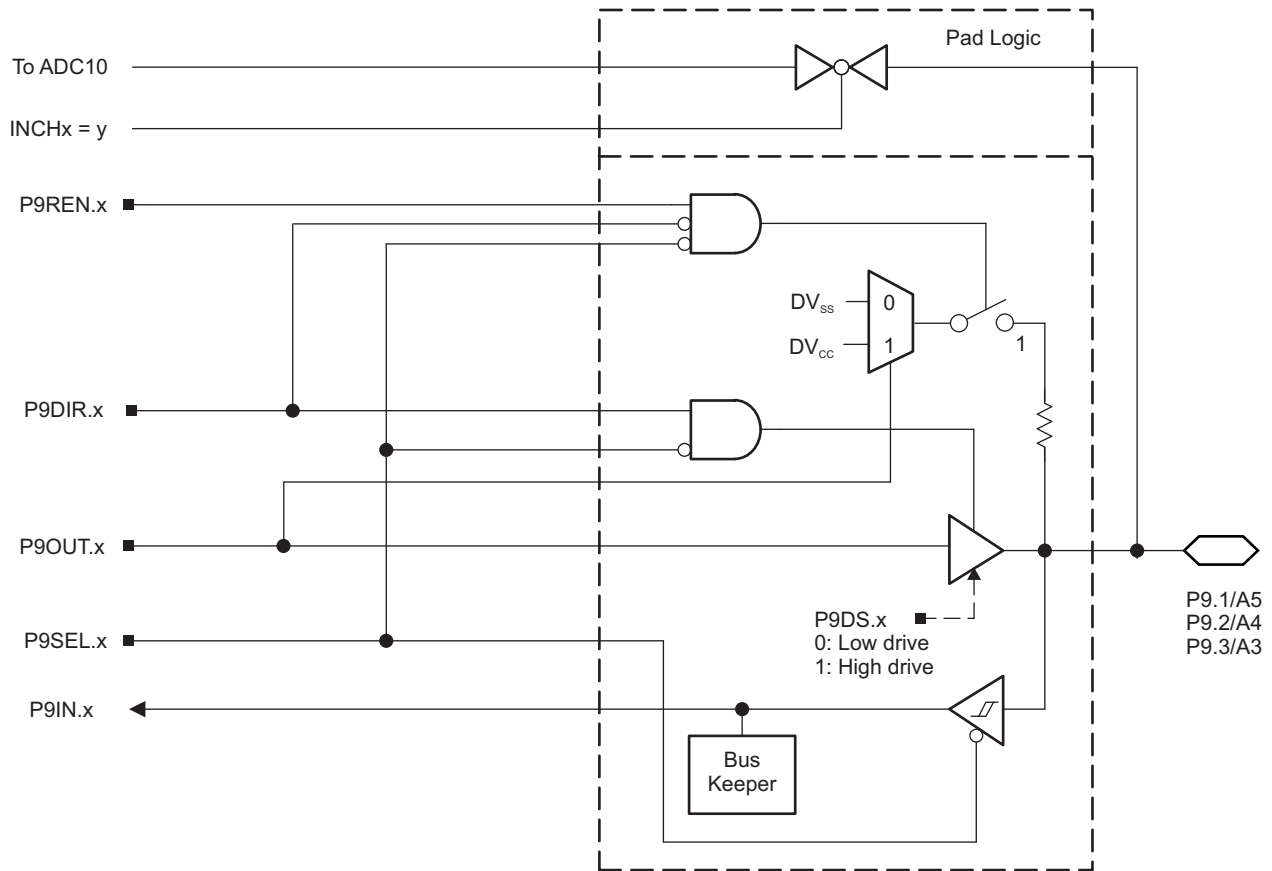 Pad Logic
To ADC10
INCHx = y
P9REN.x
DVSS
0
DVCC
1
1
P9DIR.x
P9OUT.x
P9DS.x
0: Low drive
1: High drive
P9.1/A5
P9.2/A4
P9.3/A3
P9SEL.x
P9IN.x
Bus
Keeper